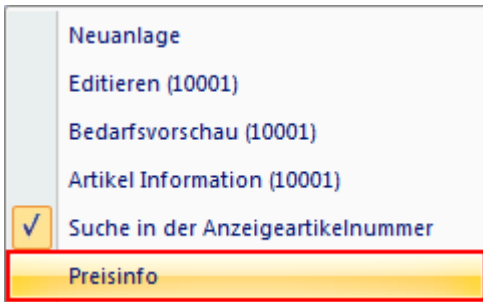 Neuanlage
Editieren (10001)
Bedarfsvorschau (10001)
Artikel Information (10001)
Suche in der Anzeigeartikelnummer
Preisinfo